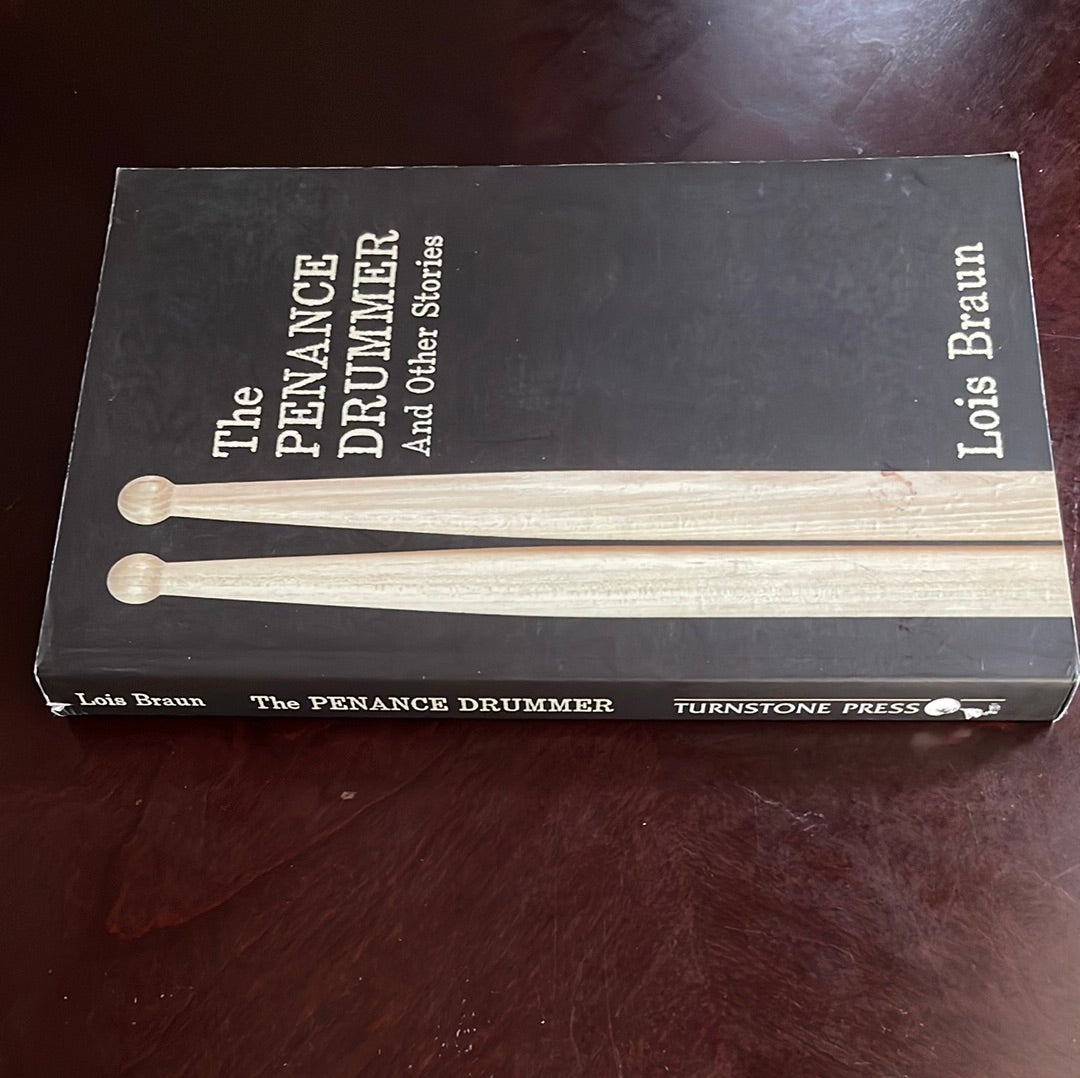 The
PENANCE
DRUMMER
And Other Stories
Lois Braun
Lois Braun The PENANCE DRUMMER TURNSTONE PRESS